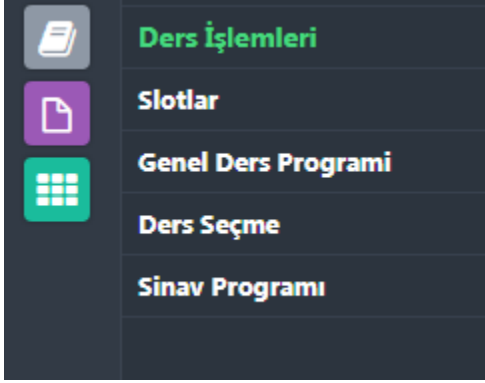 Ders İşlemleri
Slotlar
Genel Ders Programi
Ders Seçme
Sinav Programı